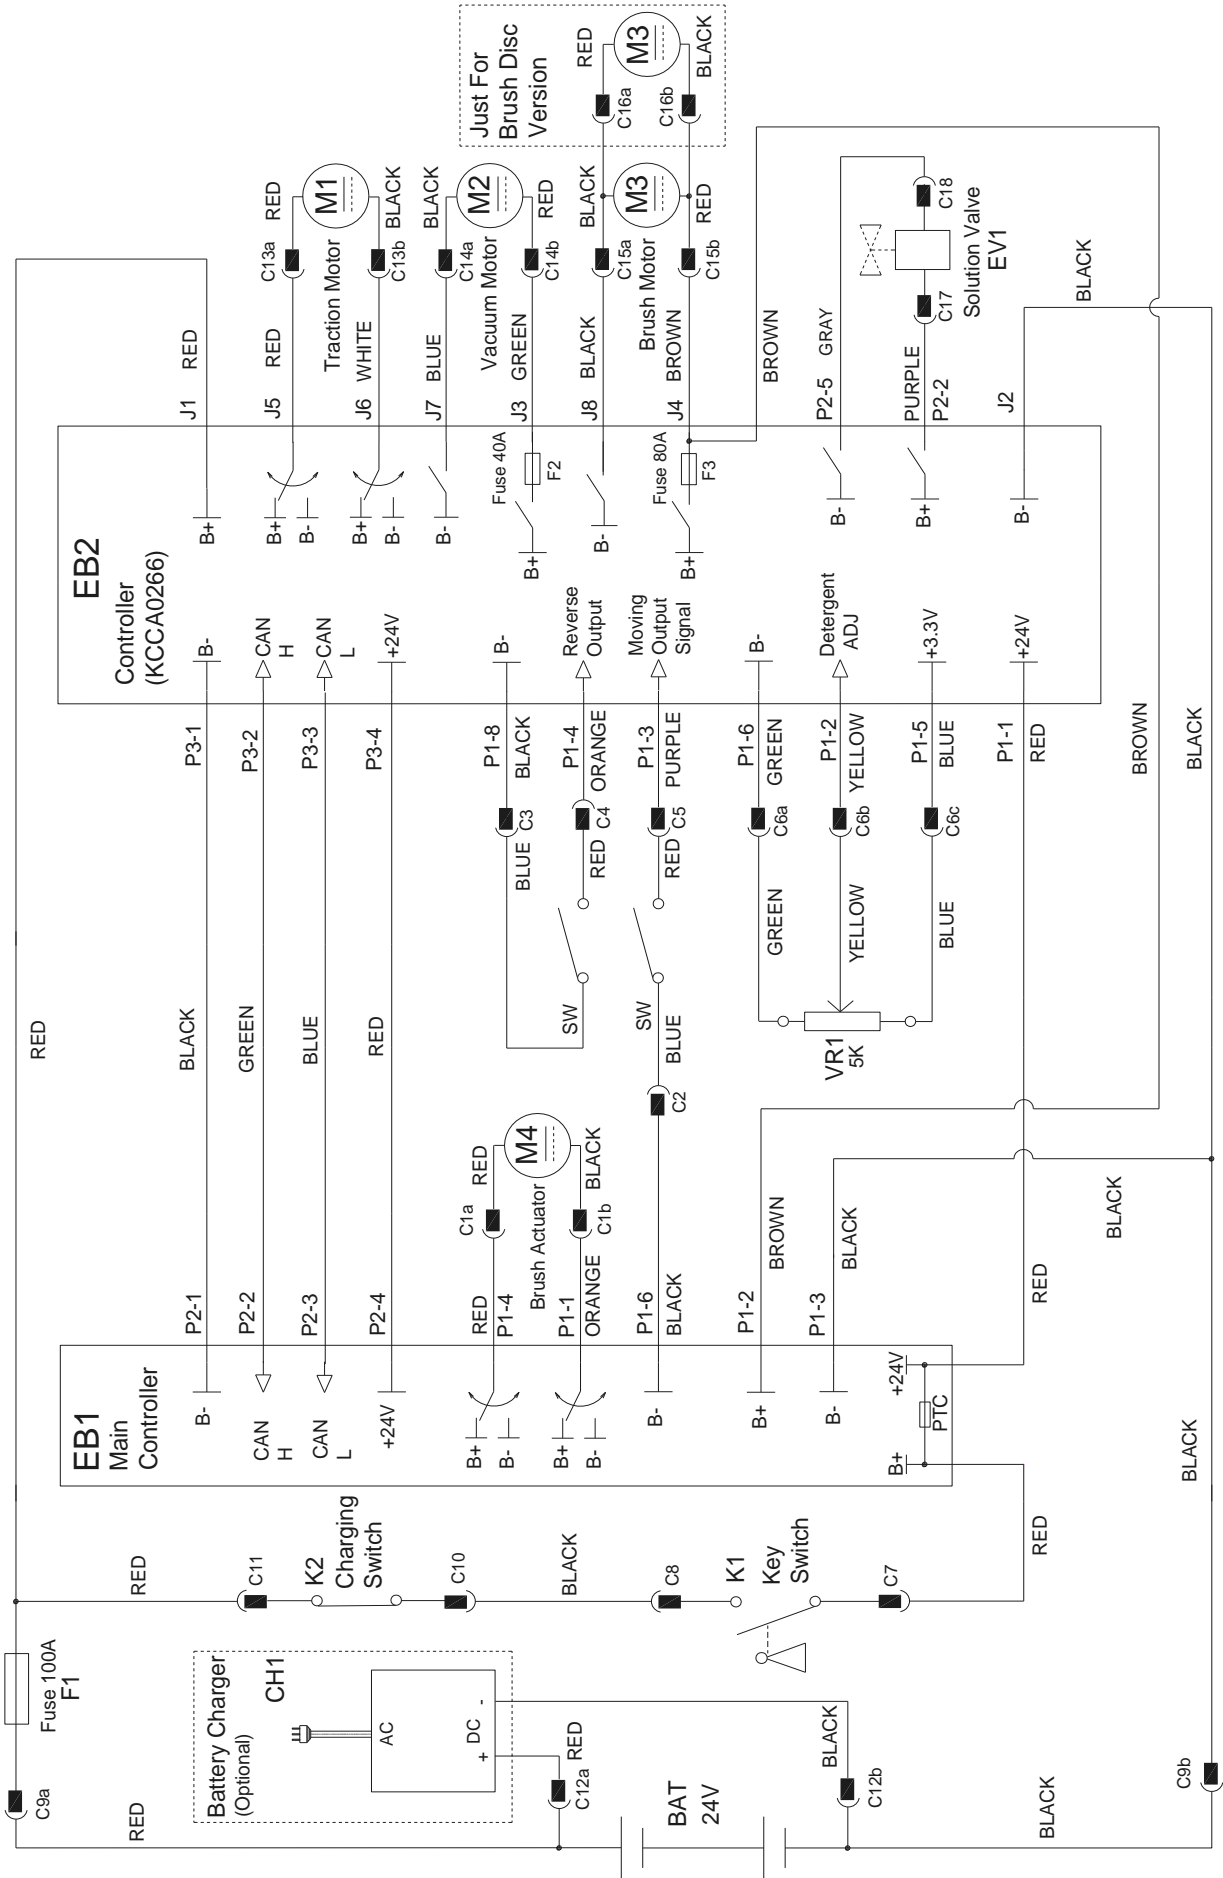 C9a
RED
Fuse 100A
F1
RED
RED
C11
K2
Charging
Switch
C10
BLACK
C8
K1
Key
Switch
C7
RED
Battery Charger
(Optional)
CH1
AC
DC
+
-
RED
C12a
BLACK
C12b
BAT
24V
BLACK
C9b
BLACK
EB1
Main
Controller
B-
CAN
H
CAN
L
+24V
B+
B-
B+
B-
B-
B+
B-
B+
+24V
PTC
P2-1
P2-2
P2-3
P2-4
RED
P1-4
P1-1
ORANGE
P1-6
BLACK
P1-2
P1-3
BROWN
BLACK
RED
BLACK
C1a
RED
M4
Brush Actuator
C1b
BLACK
C2
BLUE
SW
SW
BLACK
GREEN
BLUE
RED
BLUE
C3
BLACK
P1-8
RED
C4
ORANGE
P1-4
RED
C5
PURPLE
P1-3
VR1
5K
GREEN
C6a
GREEN
P1-6
YELLOW
C6b
YELLOW
P1-2
BLUE
C6c
BLUE
P1-5
P1-1
RED
BROWN
BLACK
P3-1
P3-2
P3-3
P3-4
EB2
Controller
(KCCA0266)
B-
CAN
H
CAN
L
+24V
B-
Reverse
Output
Moving
Output
Signal
B-
Detergent
ADJ
+3.3V
+24V
B+
B+
B-
B+
B-
B-
B+
Fuse 40A
F2
B-
B+
Fuse 80A
F3
B-
B+
B-
J1
RED
J5
RED
C13a
RED
M1
Traction Motor
J6
WHITE
C13b
BLACK
J7
BLUE
C14a
BLACK
M2
Vacuum Motor
J3
GREEN
C14b
RED
J8
BLACK
C15a
BLACK
M3
Brush Motor
J4
BROWN
C15b
RED
Just For
Brush Disc
Version
C16a
RED
M3
C16b
BLACK
BROWN
P2-5
GRAY
C18
PURPLE
P2-2
C17
Solution Valve
EV1
J2
BLACK